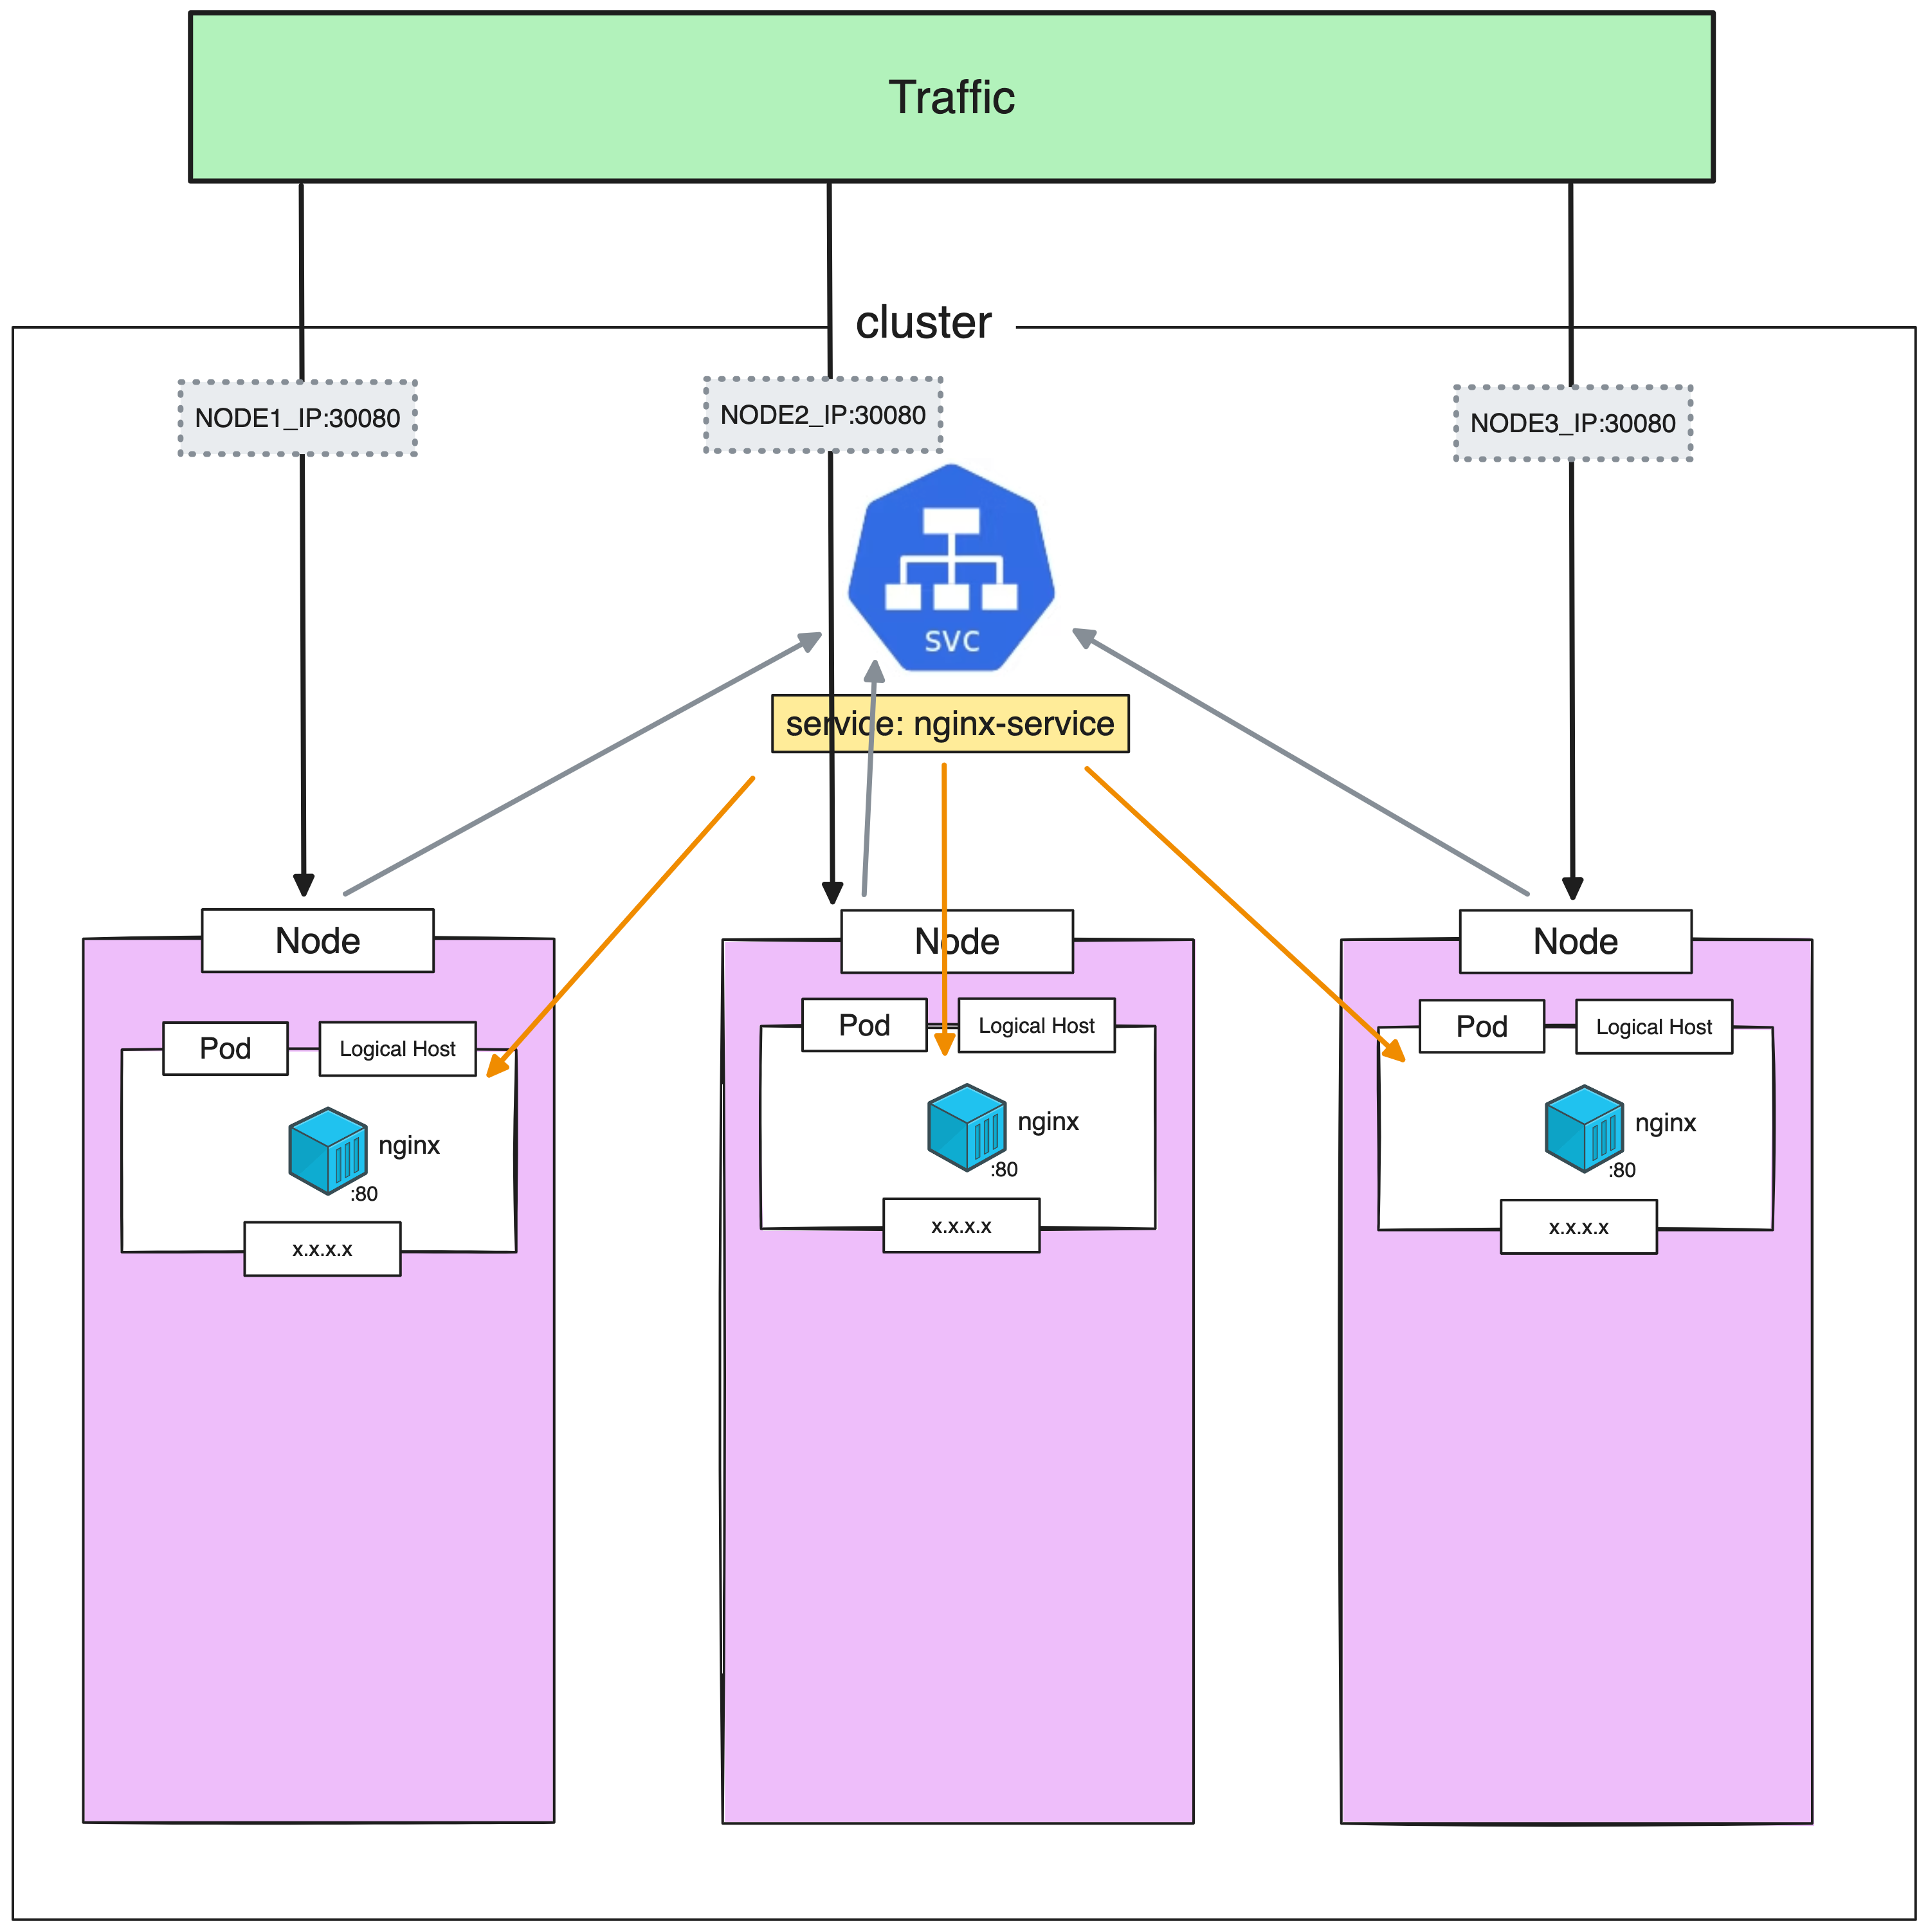 Traffic
cluster
NODE1_IP:30080
NODE2_IP:30080
NODE3_IP:30080
svc
service: nginx-service
Node
Node
Node
Pod
Logical Host
Pod
Logical Host
Pod
Logical Host
nginx
:80
nginx
:80
nginx
:80
x.x.x.x
x.x.x.x
x.x.x.x